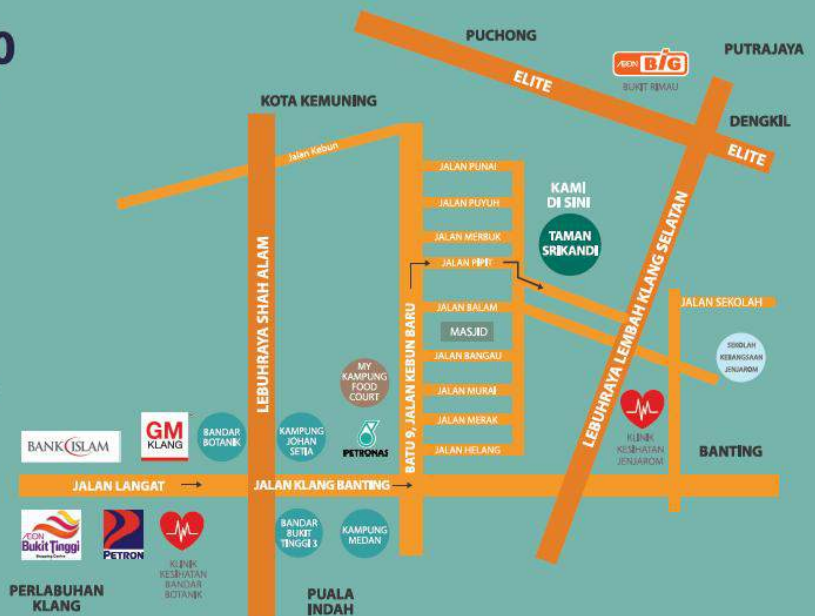 0
PUCHONG
PUTRAJAYA
ELITE
AEON BiG
BUKIT RIMAU
KOTA KEMUNING
DENGKIL
ELITE
Jalan Kebun
JALAN PUNAI
KAMI
DI SINI
JALAN PUYUH
TAMAN
SRIKANDI
JALAN MERBUK
JALAN PIPIT
LEBUHRAYA SHAH ALAM
BATU 9, JALAN KEBUN BARU
LEBUHRAYA LEMBAH KLANG SELATAN
JALAN BALAM
JALAN SEKOLAH
MASJID
SEKOLAH
KEBANGSAAN
JENJAROM
JALAN BANGAU
MY
KAMPUNG
FOOD
COURT
JALAN MURAI
JALAN MERAK
JALAN HELANG
BANK ISLAM
GM
KLANG
BANDAR
BOTANIK
KAMPUNG
JOHAN
SETIA
PETRONAS
KLINIK
KESIHATAN
JENJAROM
BANTING
JALAN LANGAT
JALAN KLANG BANTING
AEON
Bukit Tinggi
Shopping Centre
PETRON
KLINIK
KESIHATAN
BANDAR
BOTANIK
BANDAR
BUKIT
TINGGI 3
KAMPUNG
MEDAN
PERLABUHAN
KLANG
PUALA
INDAH